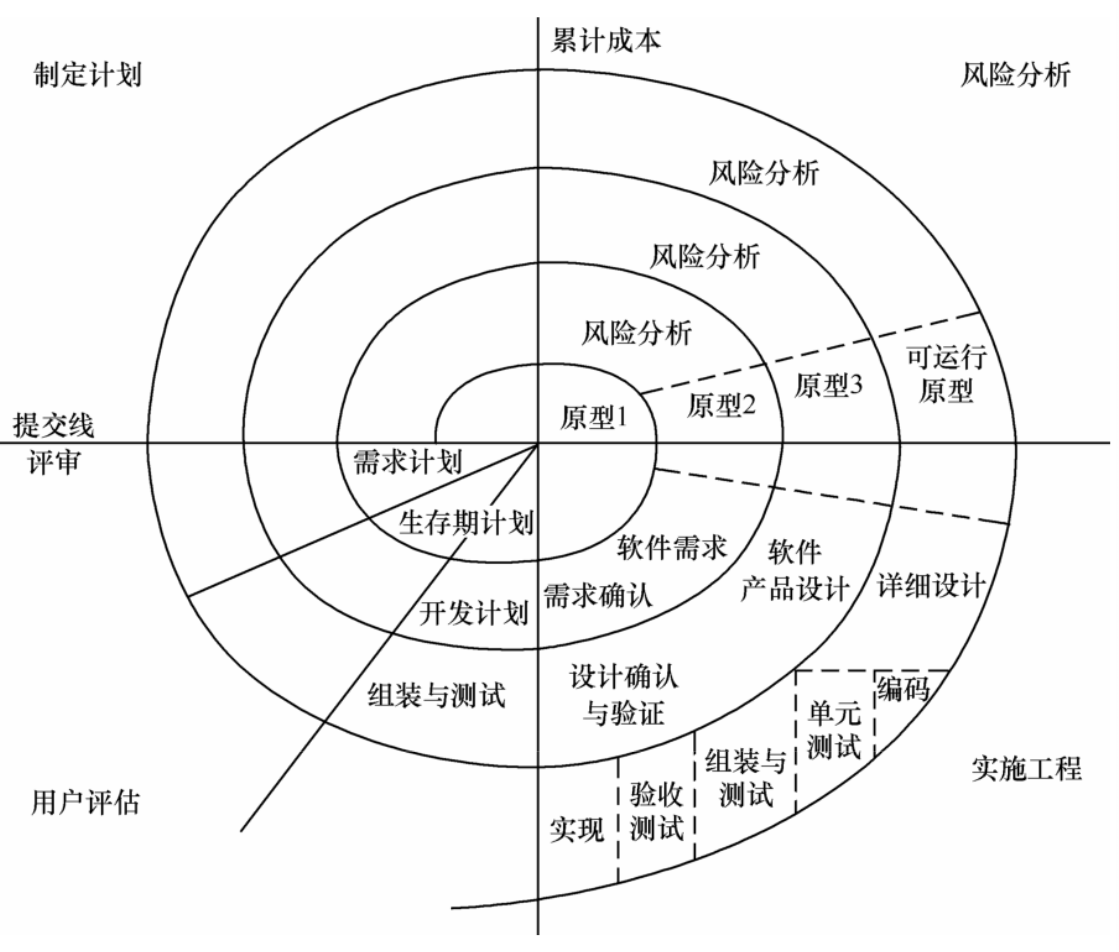 累计成本
制定计划
风险分析
风险分析
风险分析
风险分析
可运行
原型
原型3
原型2
原型1
提交线
评审
需求计划
生存期计划
软件需求
软件
产品设计
详细设计
开发计划
需求确认
组装与测试
设计确认
与验证
编码
单元
测试
组装与
测试
验收
测试
实现
用户评估
实施工程